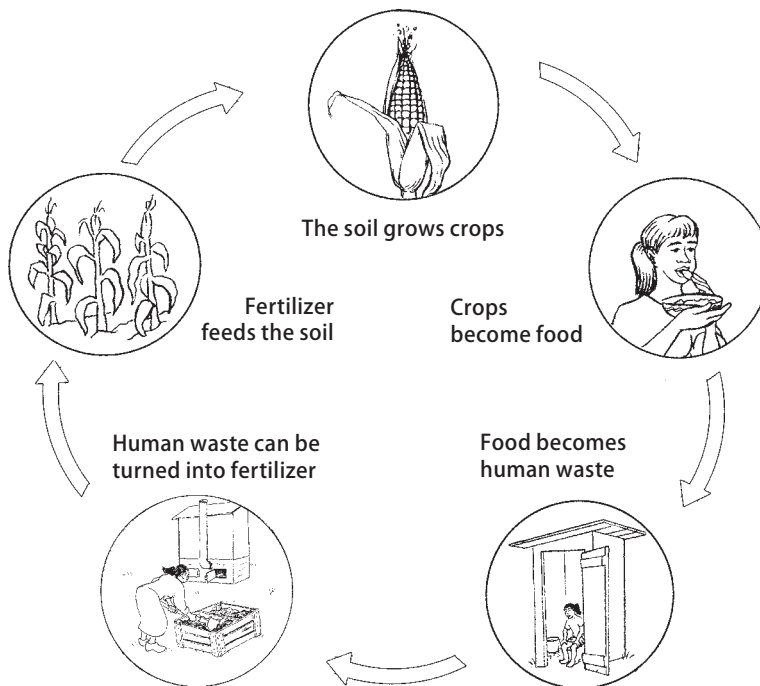 The soil grows crops
Fertilizer
feeds the soil
Crops
become food
Human waste can be
turned into fertilizer
Food becomes
human waste